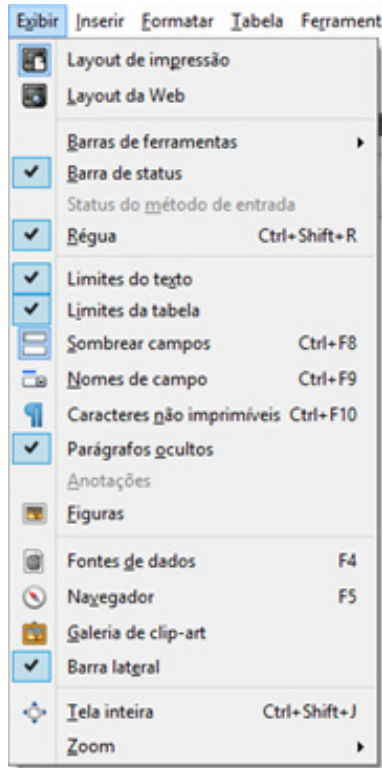 Exibir Inserir Formatar Tabela Ferrament
Layout de impressão
Layout da Web
Barras de ferramentas
Barra de status
Status do método de entrada
Régua Ctrl+Shift+R
Limites do texto
Limites da tabela
Sombrear campos Ctrl+F8
Nomes de campo Ctrl+F9
Caracteres não imprimíveis Ctrl+F10
Parágrafos ocultos
Anotações
Figuras
Fontes de dados F4
Navegador F5
Galeria de clip-art
Barra lateral
Tela inteira Ctrl+Shift+J
Zoom